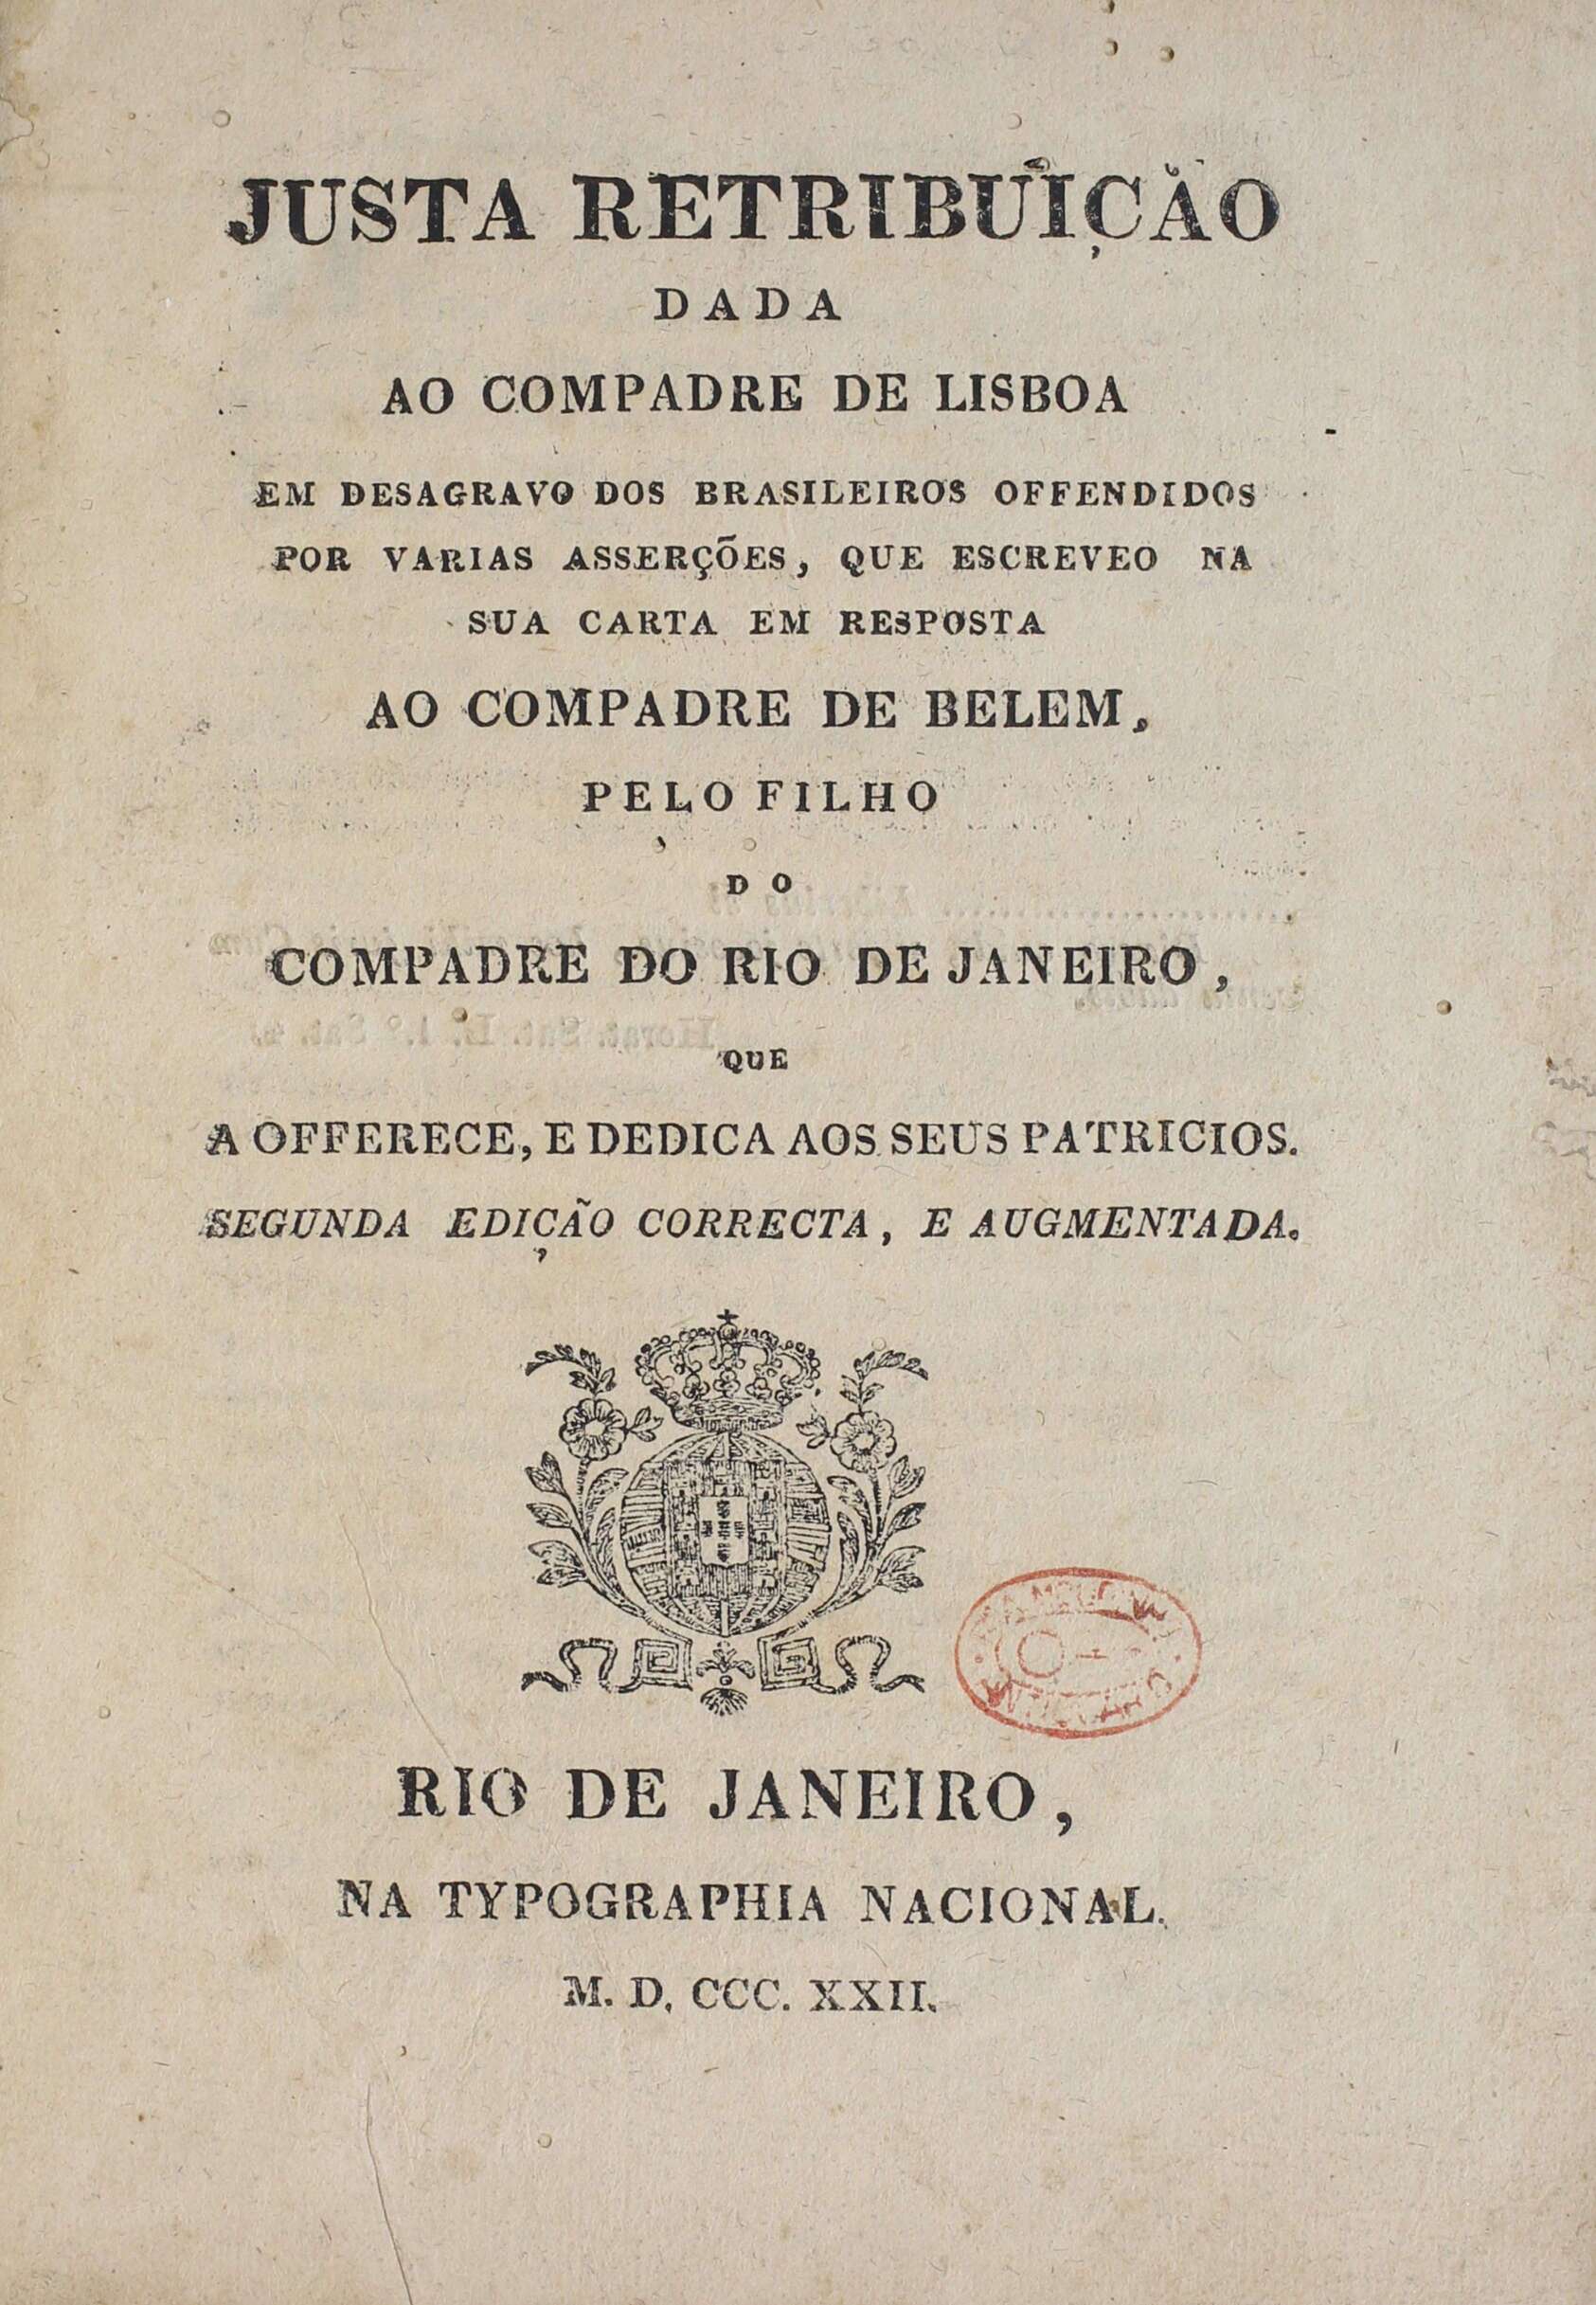 JUSTA RETRIBUIÇÃO
DADA
AO COMPADRE DE LISBOA
EM DESAGRAVO DOS BRASILEIROS OFFENDIDOS
POR VARIAS ASSERÇÕES, QUE ESCREVEO NA
SUA CARTA EM RESPOSTA
AO COMPADRE DE BELEM,
PELO FILHO
DO
COMPADRE DO RIO DE JANEIRO,
QUE
A OFFERECE, E DEDICA AOS SEUS PATRICIOS.
SEGUNDA EDIÇÃO CORRECTA, E AUGMENTADA.
RIO DE JANEIRO,
NA TYPOGRAPHIA NACIONAL.
M. D. CCC. XXII.